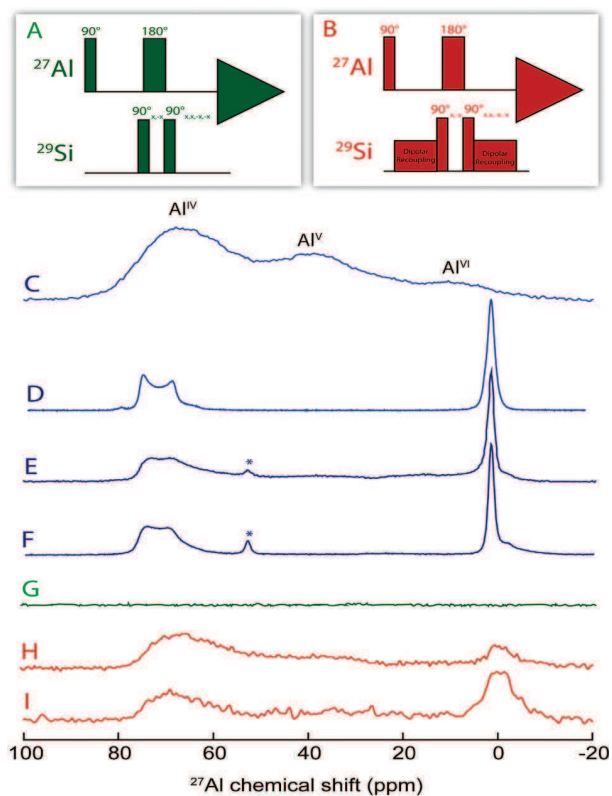 A
90°
180°
²⁷Al
90°x,-x
90°x,x,-x,-x
²⁹Si
B
90°
180°
²⁷Al
90°x,-x
90°x,x,-x,-x
²⁹Si
Dipolar
Recoupling
Dipolar
Recoupling
Alᴵⱽ
Alⱽ
Alⱽᴵ
C
D
E
*
F
*
G
H
I
100 80 60 40 20 0 -20
²⁷Al chemical shift (ppm)